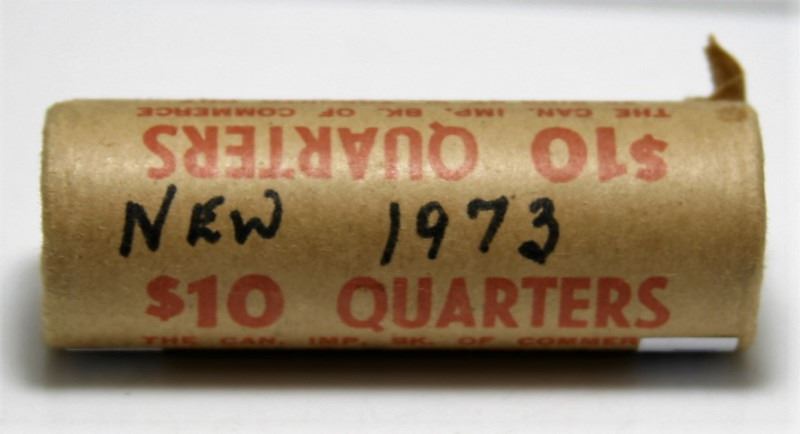 THE CAN. IMP. BK. OF COMMERCE
$10 QUARTERS
NEW 1973
$10 QUARTERS
THE CAN. IMP. BK. OF COMMER